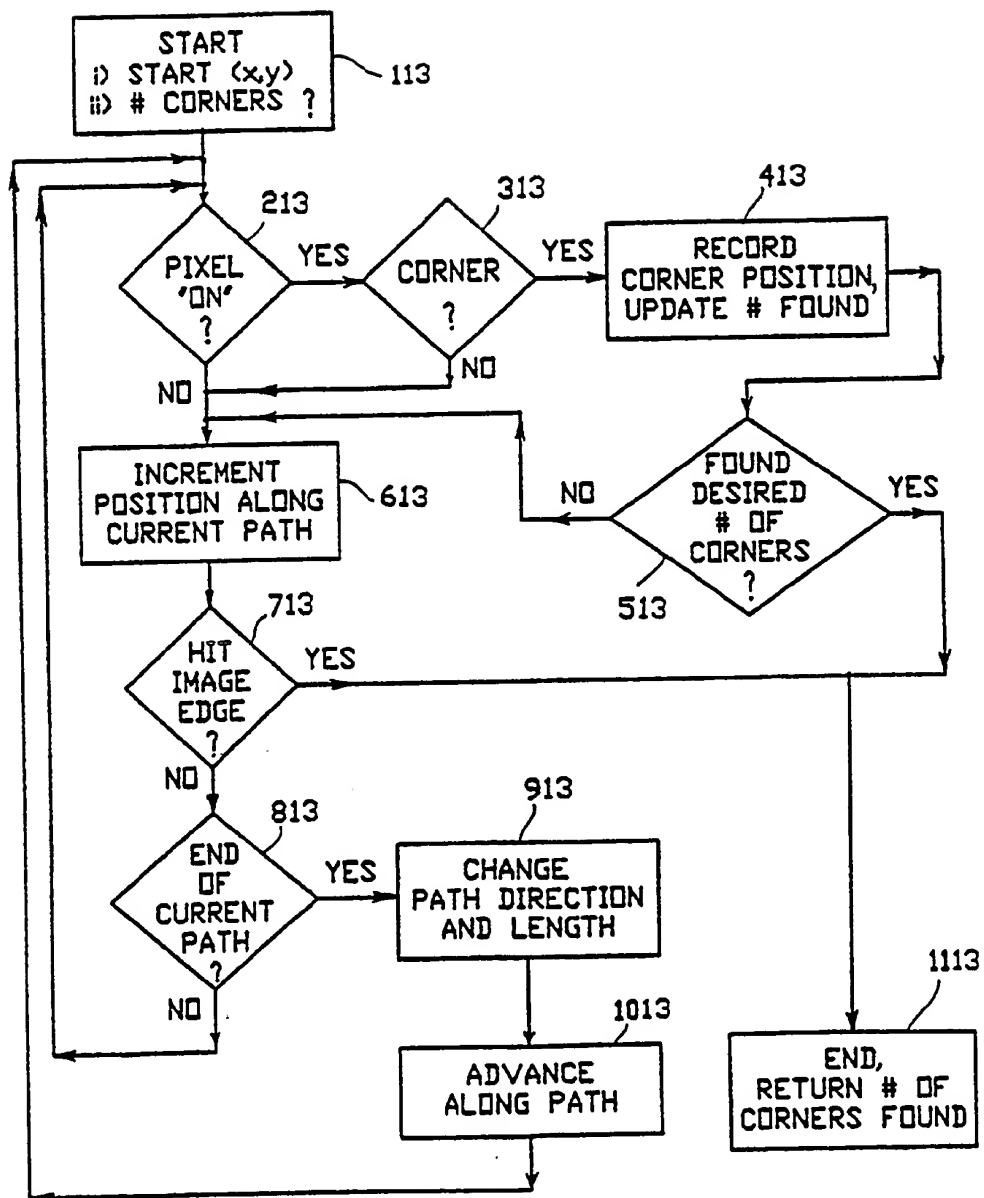 START
i) START (x,y)
ii) # CORNERS ?
113
213
PIXEL
"ON"
?
YES
NO
313
CORNER
?
YES
NO
413
RECORD
CORNER POSITION,
UPDATE # FOUND
INCREMENT
POSITION ALONG
CURRENT PATH
613
NO
FOUND
DESIRED
# OF
CORNERS
?
YES
513
713
HIT
IMAGE
EDGE
?
YES
NO
813
END
OF
CURRENT
PATH
?
YES
NO
913
CHANGE
PATH DIRECTION
AND LENGTH
1013
ADVANCE
ALONG PATH
1113
END,
RETURN # OF
CORNERS FOUND